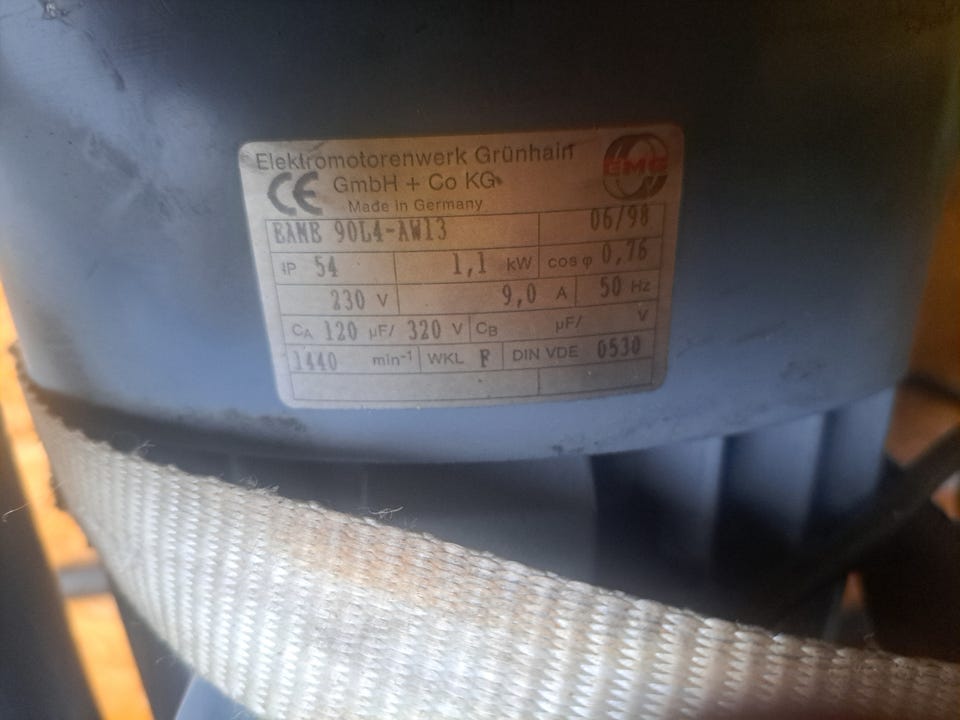 Elektromotorenwerk Grünhain
EMG
CE GmbH + Co KG
Made in Germany
EAMB 90L4-AW13 06/98
IP 54 1,1 kW cos φ 0,76
230 V 9,0 A 50 Hz
CA 120 µF/ 320 V CB µF/ V
1440 min-1 WKL F DIN VDE 0530